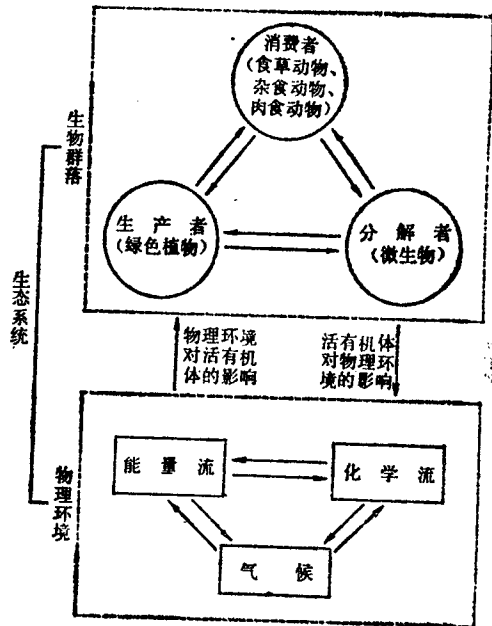 消费者
(食草动物、
杂食动物、
肉食动物)
生物群落
生产者
(绿色植物)
分解者
(微生物)
生态系统
物理环境
对活有机
体的影响
活有机体
对物理环
境的影响
物理环境
能量流
化学流
气候